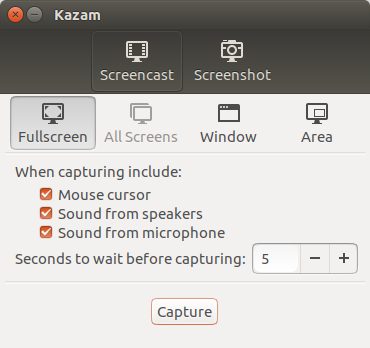 Kazam
Screencast Screenshot
Fullscreen All Screens Window Area
When capturing include:
Mouse cursor
Sound from speakers
Sound from microphone
Seconds to wait before capturing: 5 − +
Capture